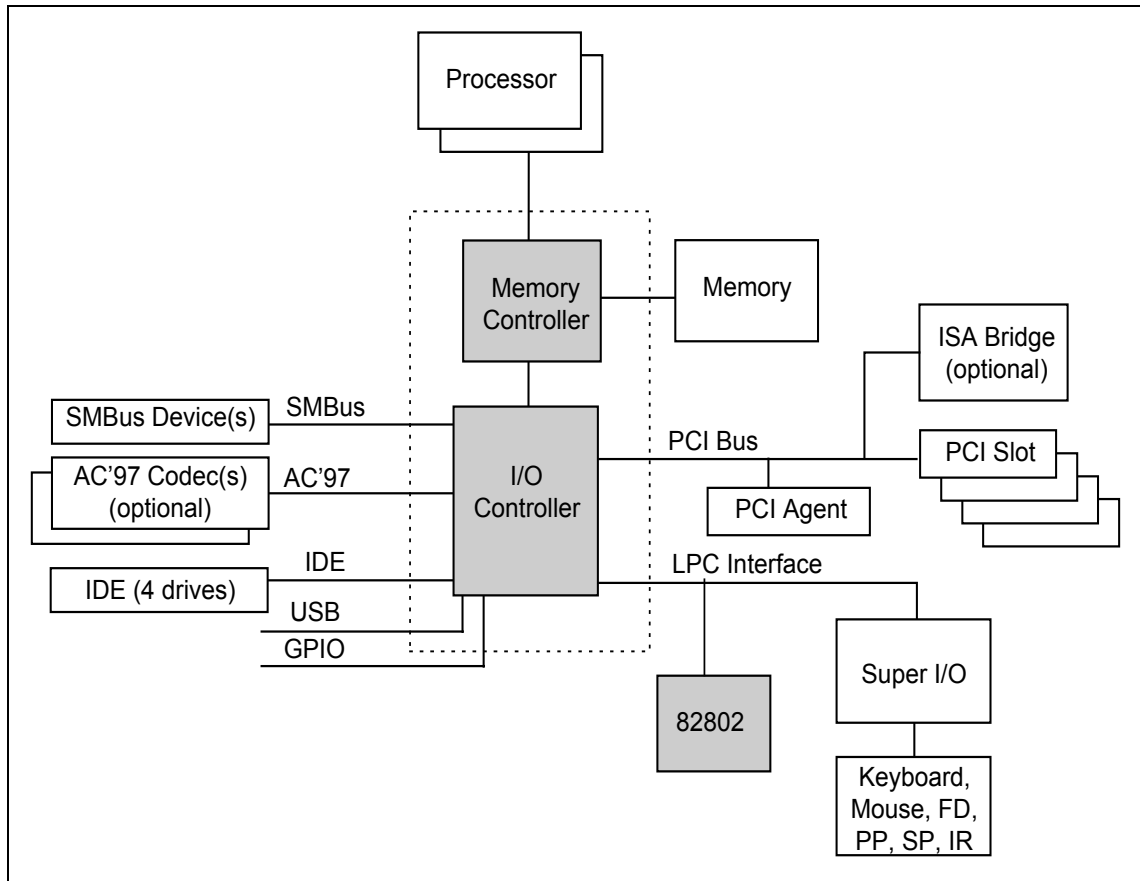 Processor
Memory
Controller
Memory
ISA Bridge
(optional)
SMBus Device(s)
SMBus
AC'97 Codec(s)
(optional)
AC'97
I/O
Controller
PCI Bus
PCI Slot
PCI Agent
IDE (4 drives)
IDE
USB
GPIO
LPC Interface
82802
Super I/O
Keyboard,
Mouse, FD,
PP, SP, IR